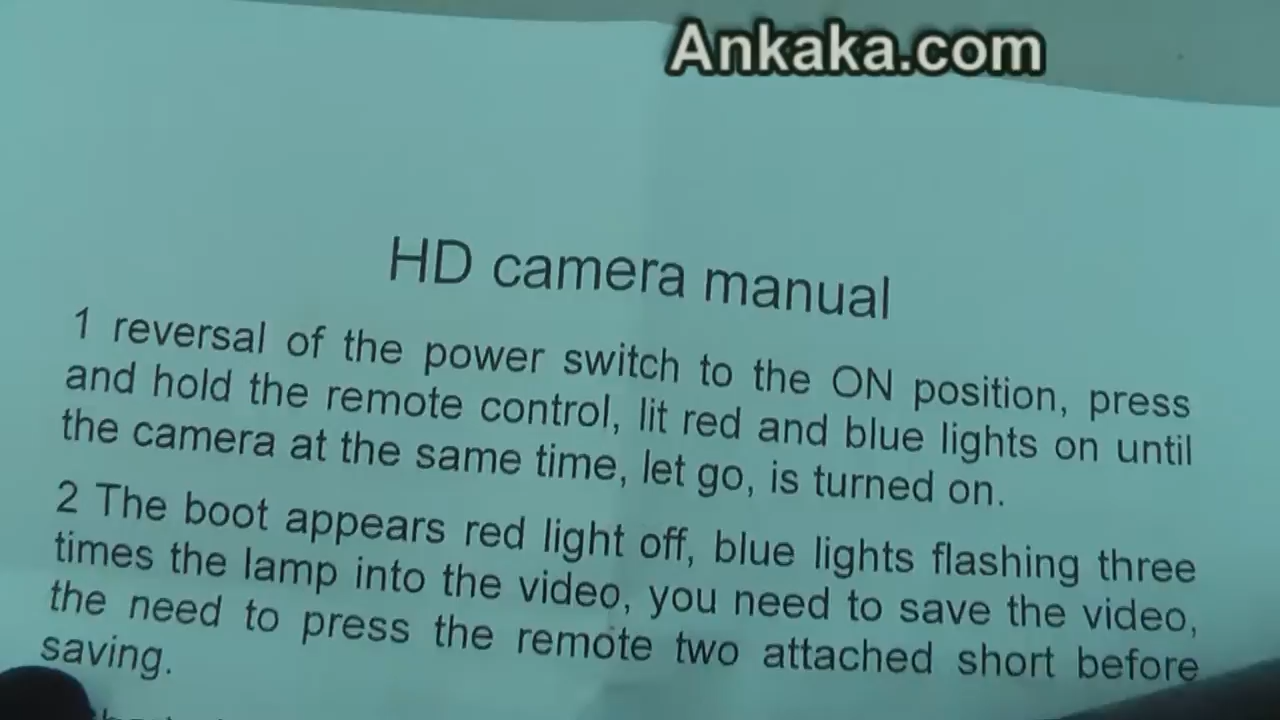 Ankaka.com
HD camera manual
1 reversal of the power switch to the ON position, press
and hold the remote control, lit red and blue lights on until
the camera at the same time, let go, is turned on.
2 The boot appears red light off, blue lights flashing three
times the lamp into the video, you need to save the video,
the need to press the remote two attached short before
saving.